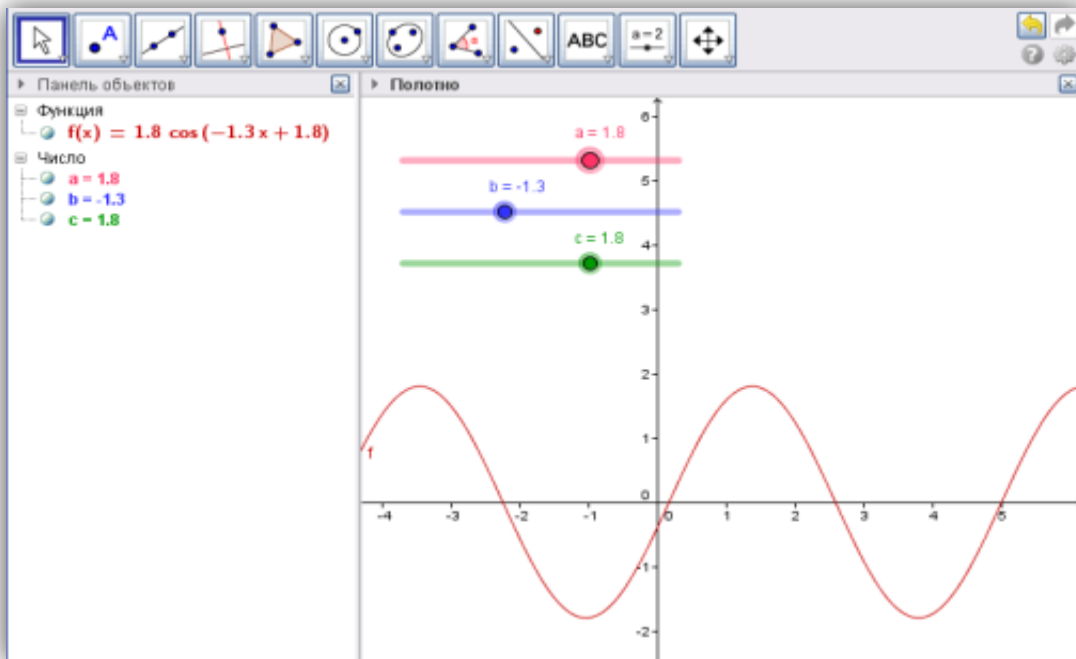 A
ABC
a=2
?
Панель объектов
Полотно
Функция
f(x) = 1.8 cos (−1.3 x + 1.8)
Число
a = 1.8
b = -1.3
c = 1.8
a = 1.8
b = -1.3
c = 1.8
6
5
4
3
2
1
0
-1
-2
-4
-3
-2
-1
0
1
2
3
4
5
f